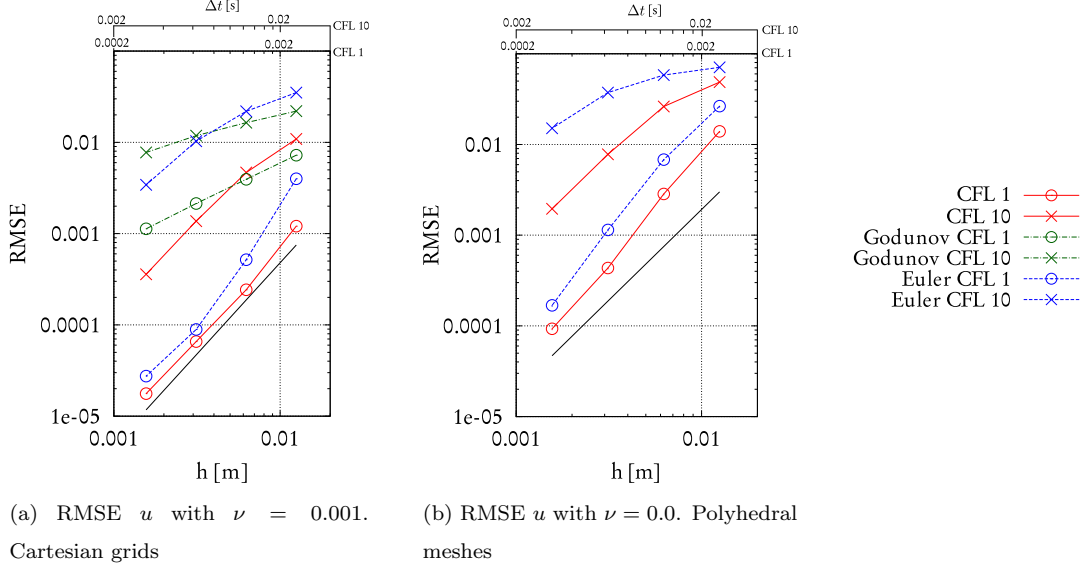 Δt [s]
0.002 0.02 CFL 10
0.0002 0.002 CFL 1
0.01
0.001
0.0001
1e-05
RMSE
0.001 0.01
h [m]
(a) RMSE u with ν = 0.001.
Cartesian grids
Δt [s]
0.002 0.02 CFL 10
0.0002 0.002 CFL 1
0.01
0.001
0.0001
1e-05
RMSE
0.001 0.01
h [m]
(b) RMSE u with ν = 0.0. Polyhedral
meshes
CFL 1
CFL 10
Godunov CFL 1
Godunov CFL 10
Euler CFL 1
Euler CFL 10